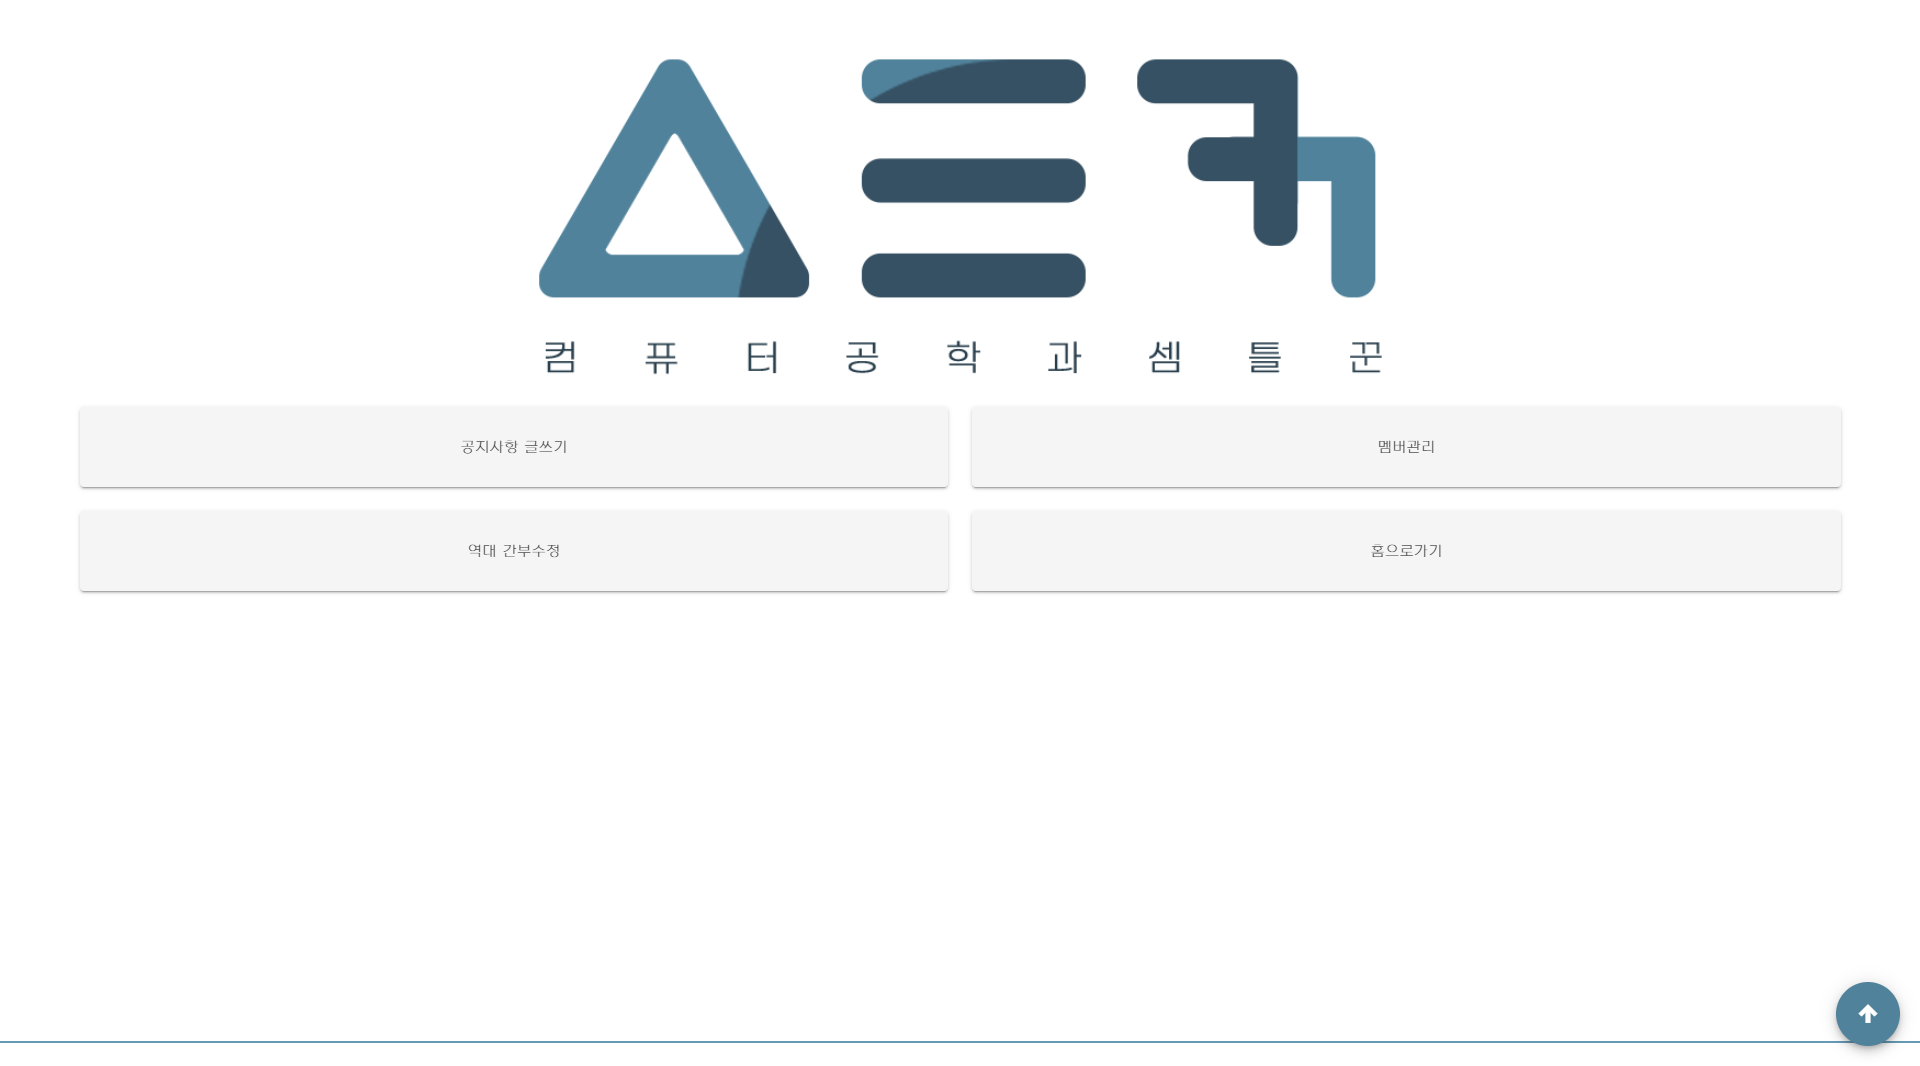 컴 퓨 터 공 학 과 셈 틀 꾼
공지사항 글쓰기
멤버관리
역대 간부수정
홈으로가기